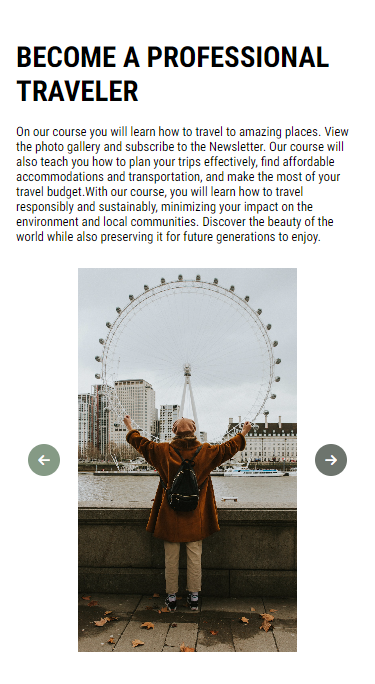 BECOME A PROFESSIONAL
TRAVELER
On our course you will learn how to travel to amazing places. View
the photo gallery and subscribe to the Newsletter. Our course will
also teach you how to plan your trips effectively, find affordable
accommodations and transportation, and make the most of your
travel budget.With our course, you will learn how to travel
responsibly and sustainably, minimizing your impact on the
environment and local communities. Discover the beauty of the
world while also preserving it for future generations to enjoy.